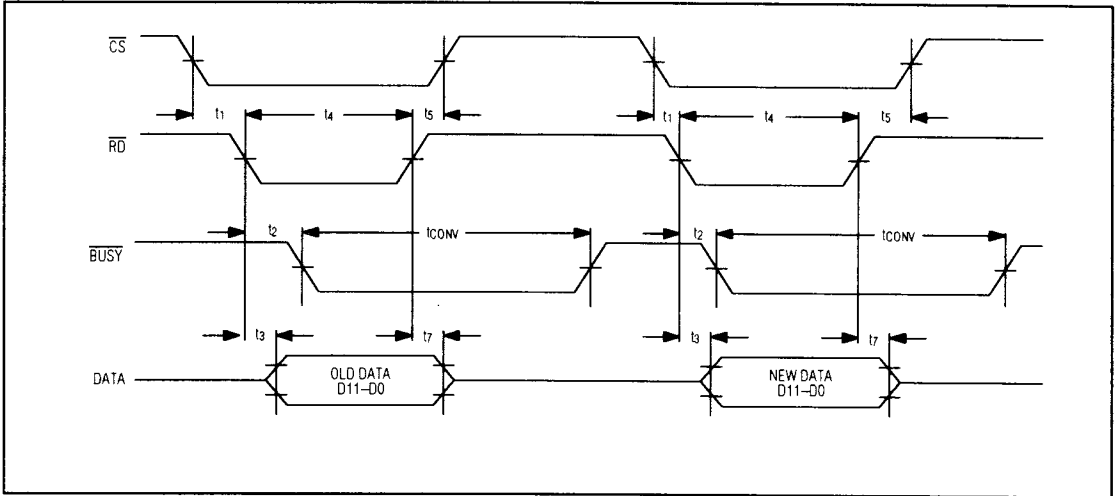 CS
t1 t4 t5 t1 t4 t5
RD
t2 tCONV t2 tCONV
BUSY
t3 t7 t3 t7
DATA
OLD DATA
D11–D0
NEW DATA
D11–D0